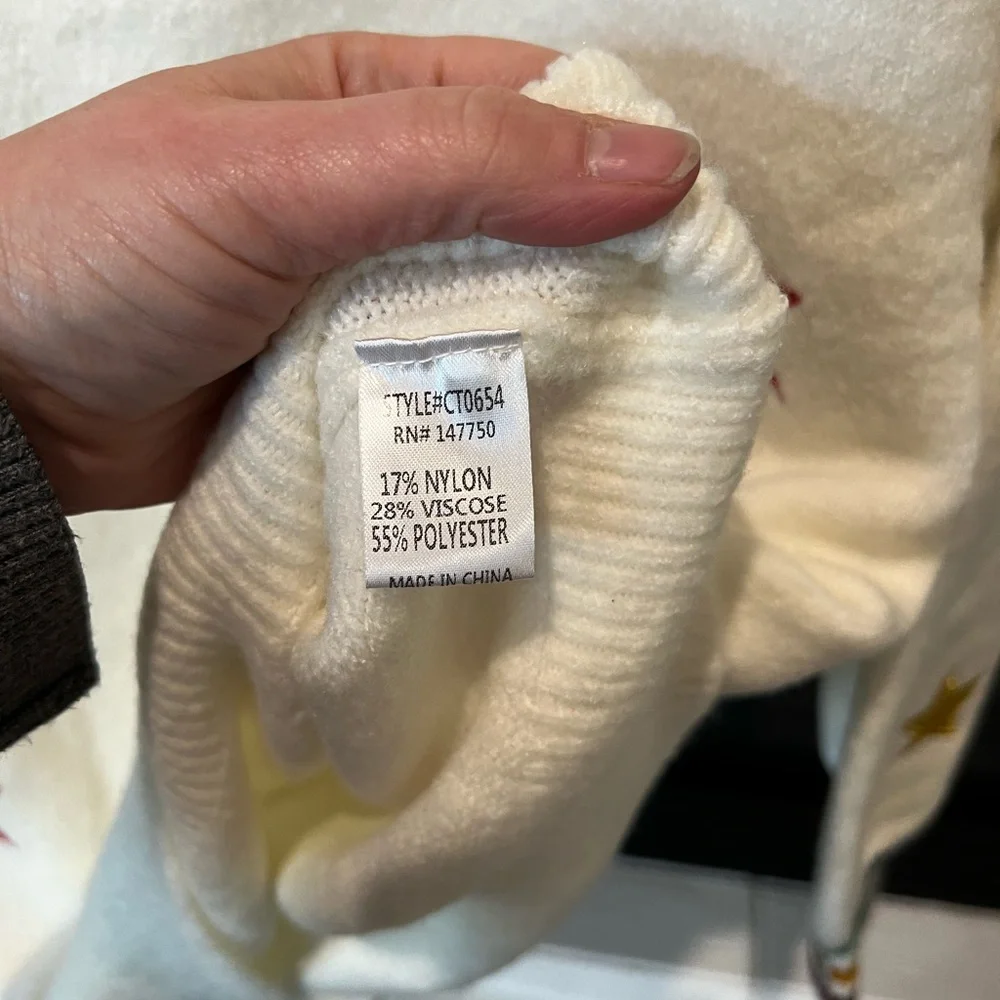 STYLE#CT0654
RN# 147750
17% NYLON
28% VISCOSE
55% POLYESTER
MADE IN CHINA